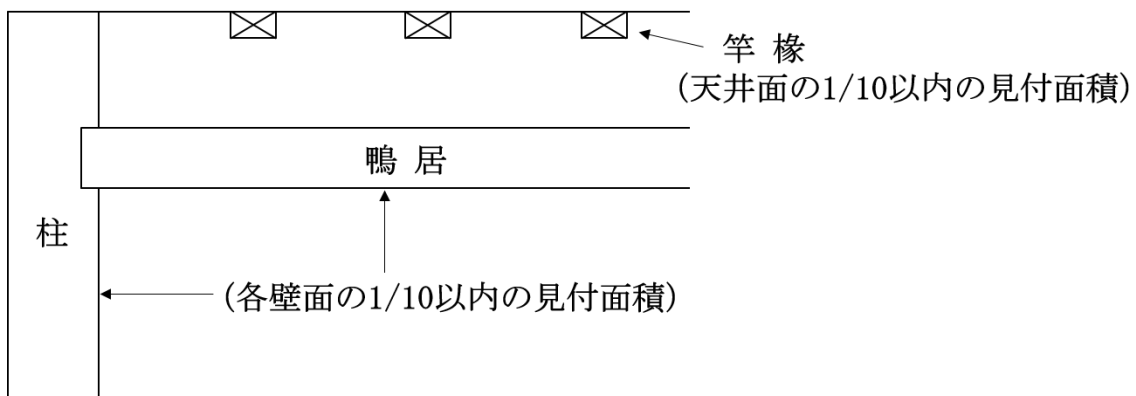 竿 椽
(天井面の1/10以内の見付面積)
鴨 居
柱
(各壁面の1/10以内の見付面積)